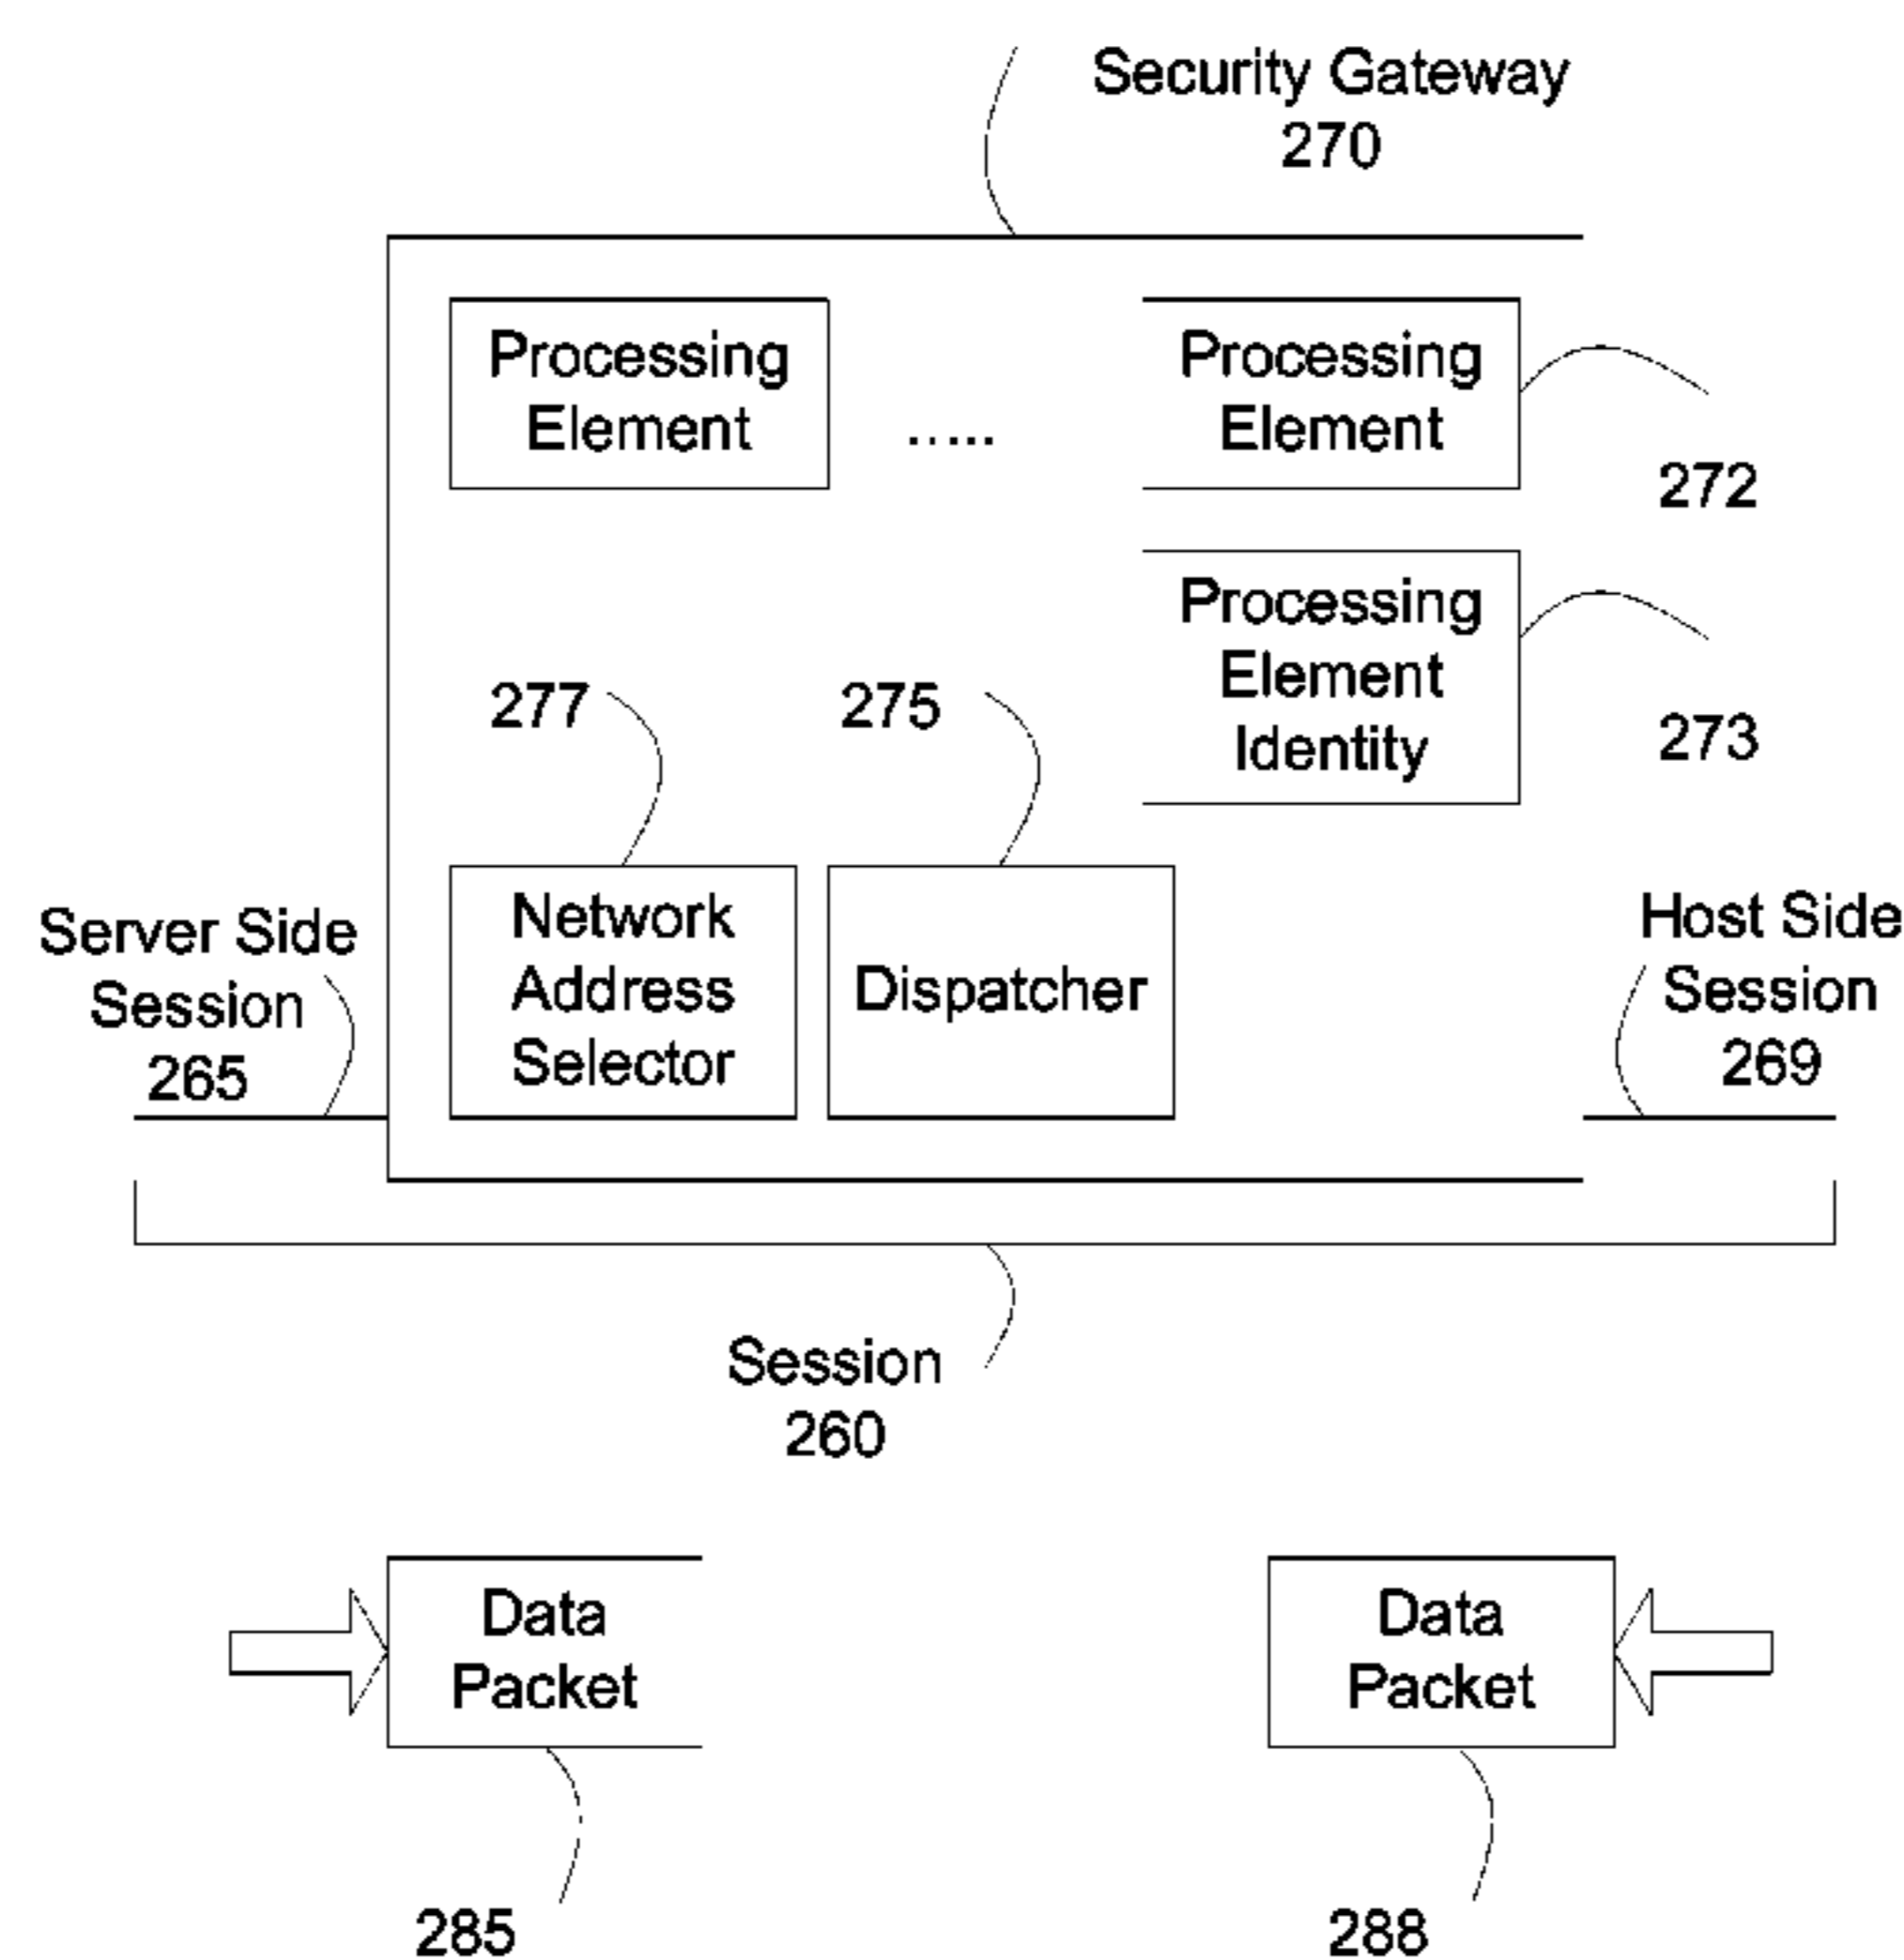 Security Gateway
270
Processing
Element
.....
Processing
Element
272
Processing
Element
Identity
273
277
275
Network
Address
Selector
Dispatcher
Server Side
Session
265
Host Side
Session
269
Session
260
Data
Packet
Data
Packet
285
288